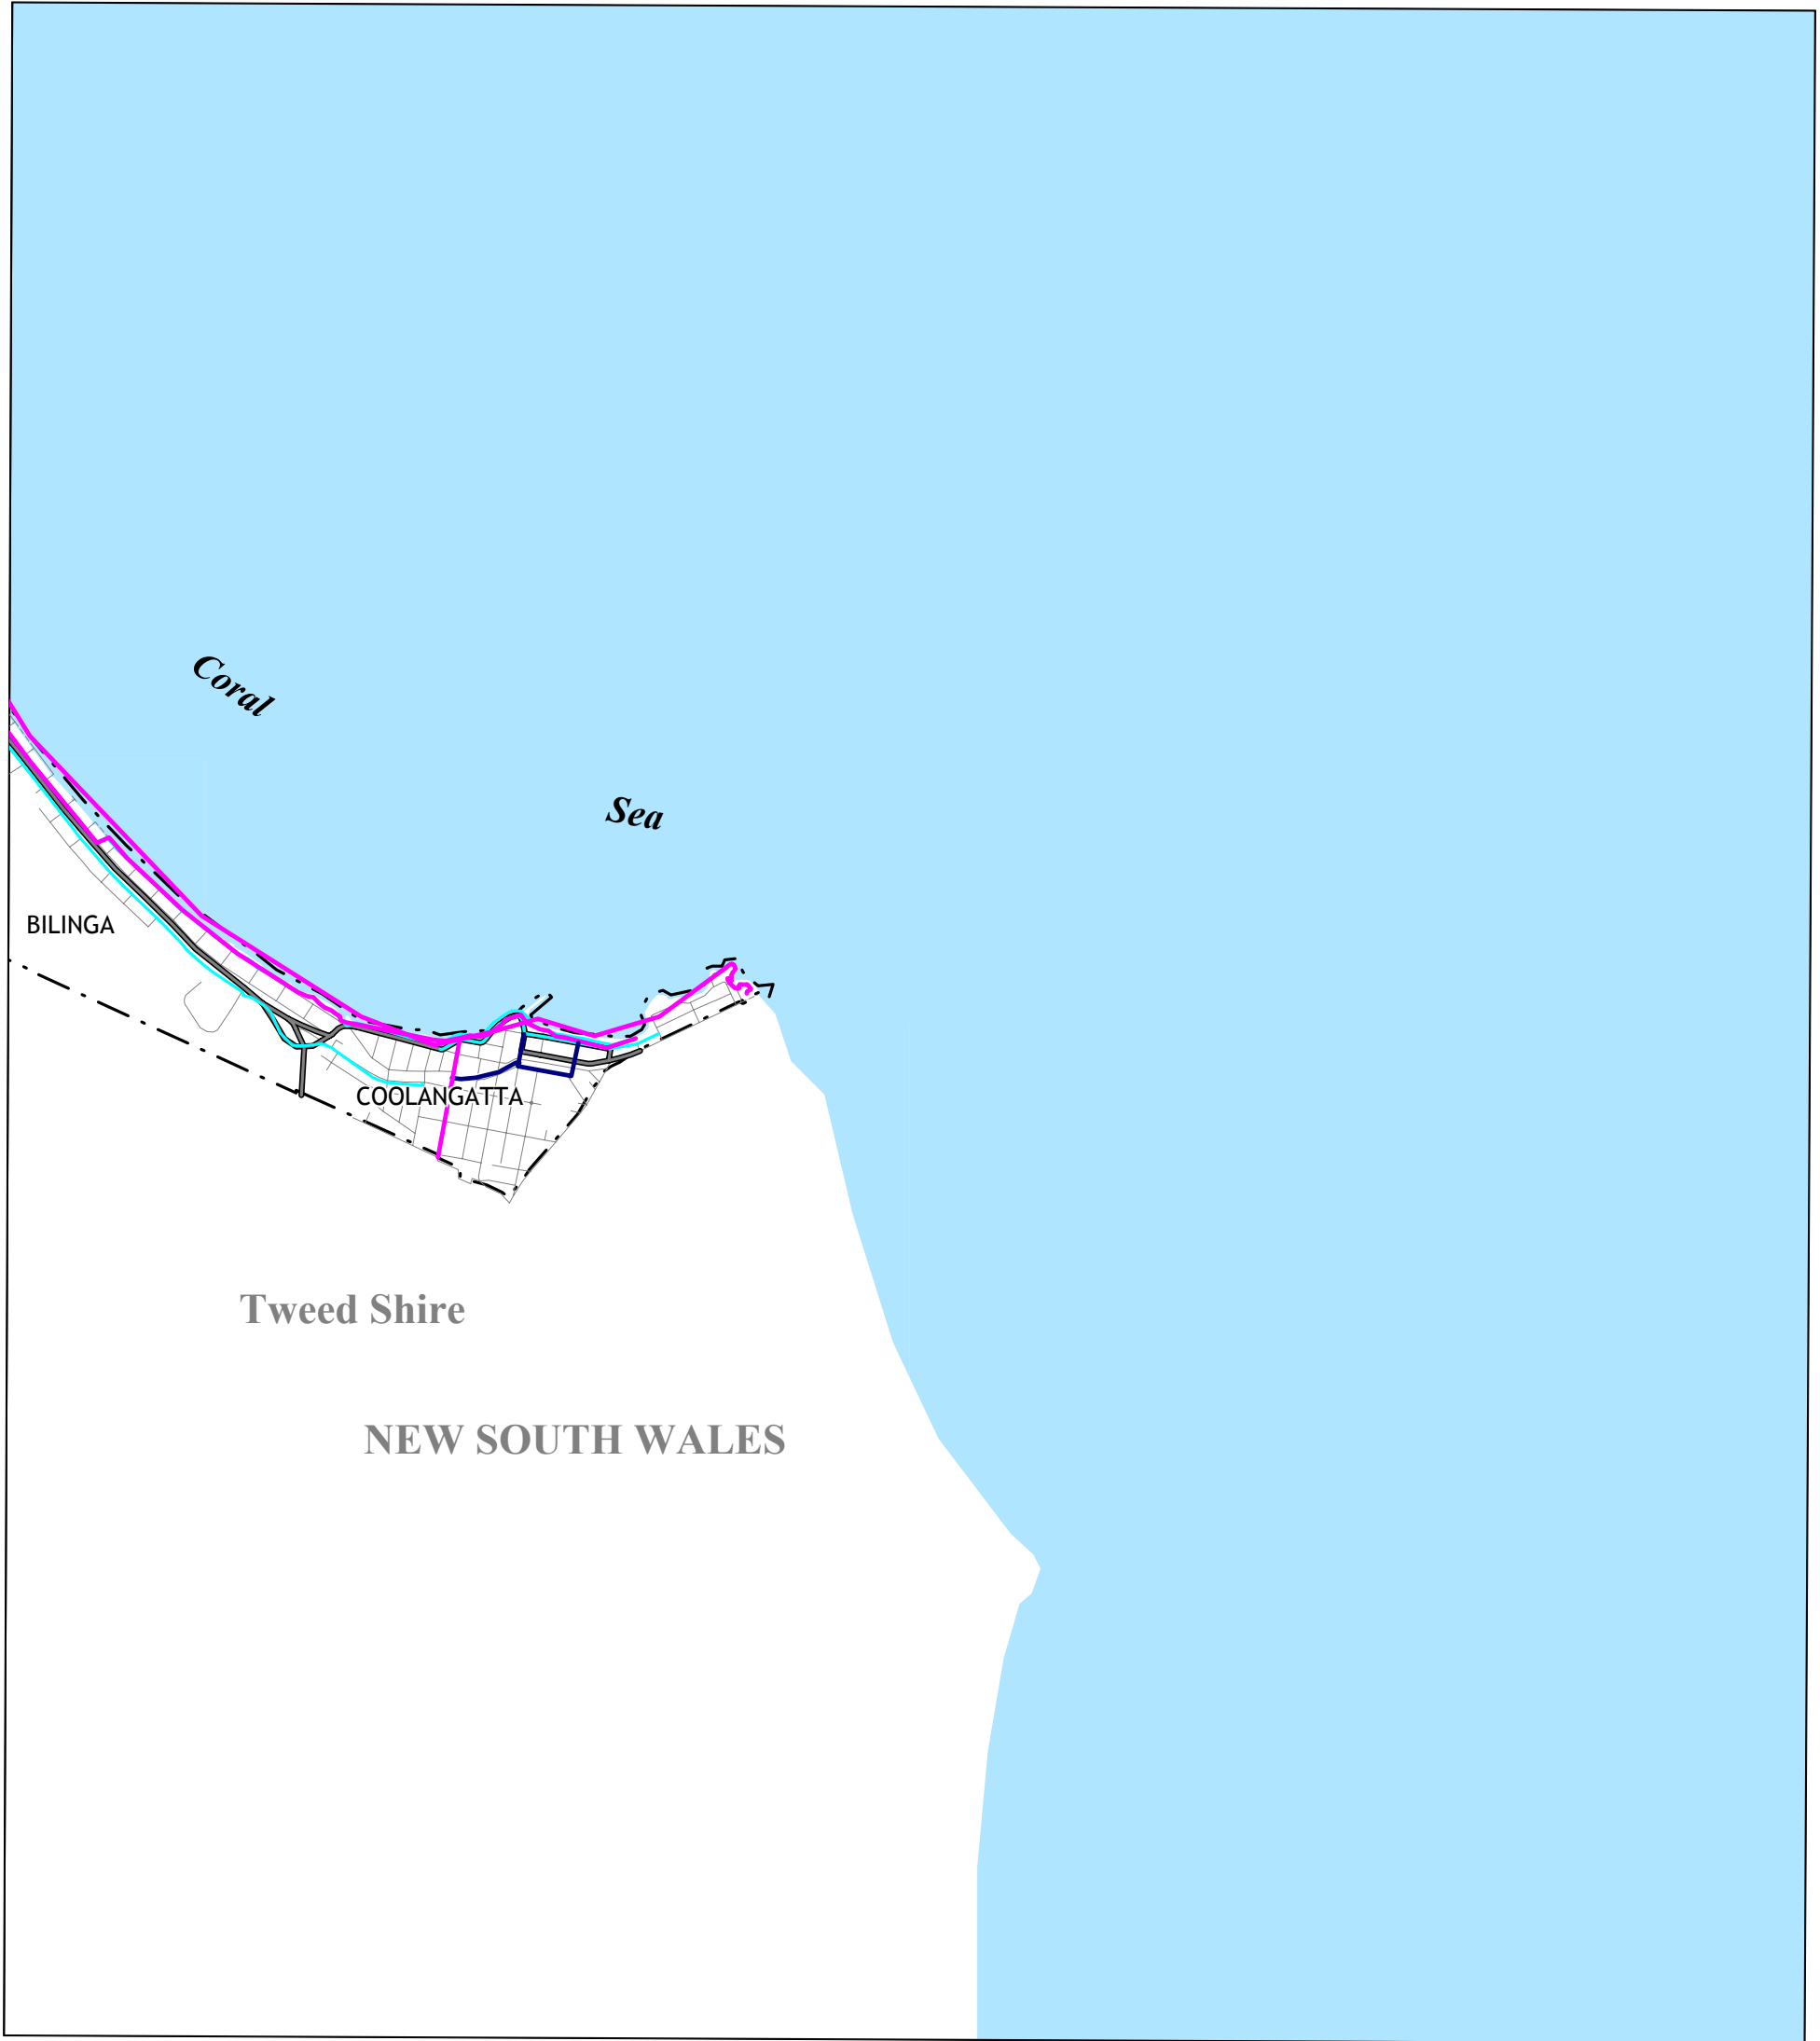 Coral
Sea
BILINGA
COOLANGATTA
Tweed Shire
NEW SOUTH WALES